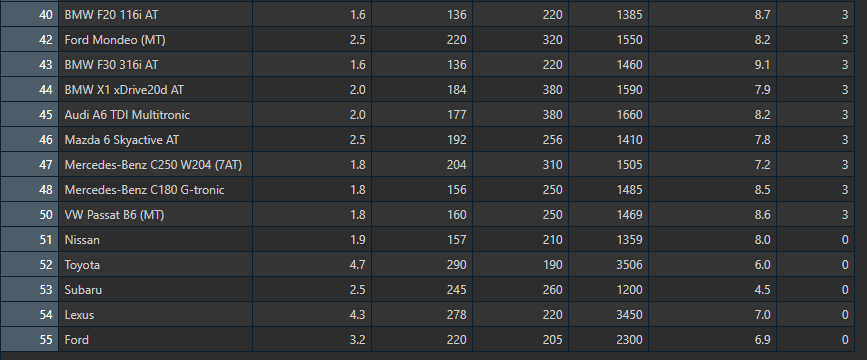 40 BMW F20 116i AT 1.6 136 220 1385 8.7 3
42 Ford Mondeo (MT) 2.5 220 320 1550 8.2 3
43 BMW F30 316i AT 1.6 136 220 1460 9.1 3
44 BMW X1 xDrive20d AT 2.0 184 380 1590 7.9 3
45 Audi A6 TDI Multitronic 2.0 177 380 1660 8.2 3
46 Mazda 6 Skyactive AT 2.5 192 256 1410 7.8 3
47 Mercedes-Benz C250 W204 (7AT) 1.8 204 310 1505 7.2 3
48 Mercedes-Benz C180 G-tronic 1.8 156 250 1485 8.5 3
50 VW Passat B6 (MT) 1.8 160 250 1469 8.6 3
51 Nissan 1.9 157 210 1359 8.0 0
52 Toyota 4.7 290 190 3506 6.0 0
53 Subaru 2.5 245 260 1200 4.5 0
54 Lexus 4.3 278 220 3450 7.0 0
55 Ford 3.2 220 205 2300 6.9 0